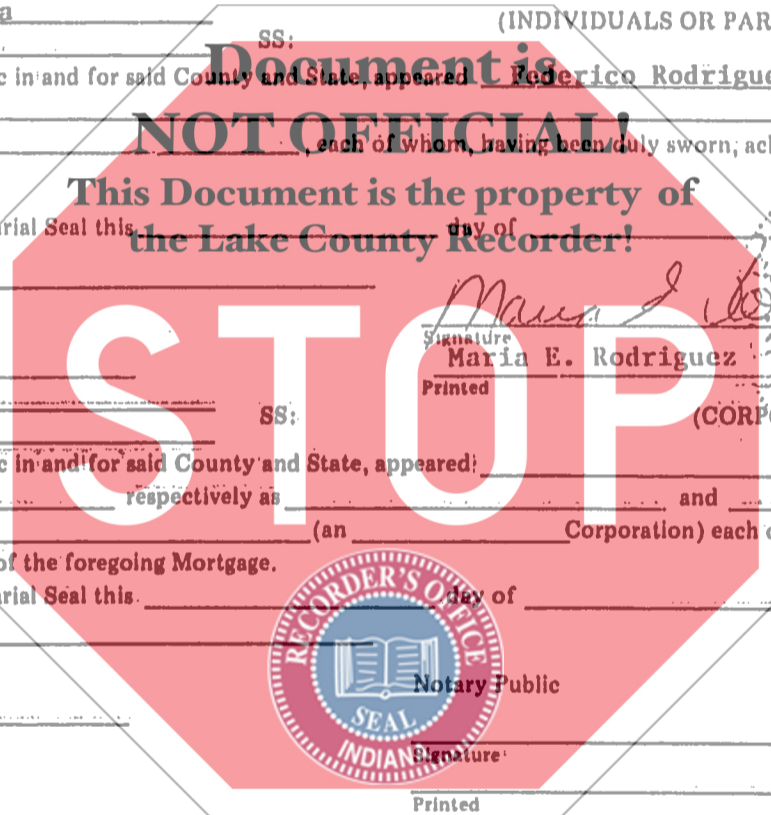 a
(INDIVIDUALS OR PAR
SS:
Document is
c in and for said County and State, appeared Federico Rodrigue
NOT OFFICIAL!
, each of whom, having been duly sworn, ac
This Document is the property of
rial Seal this day of
the Lake County Recorder!
Signature
Maria E. Rodriguez
Printed
STOP
SS:
(CORP
c in and for said County and State, appeared
respectively as and
(an Corporation) each
of the foregoing Mortgage.
rial Seal this day of
RECORDER'S OFFICE
Notary Public
SEAL
INDIANA
Signature
Printed